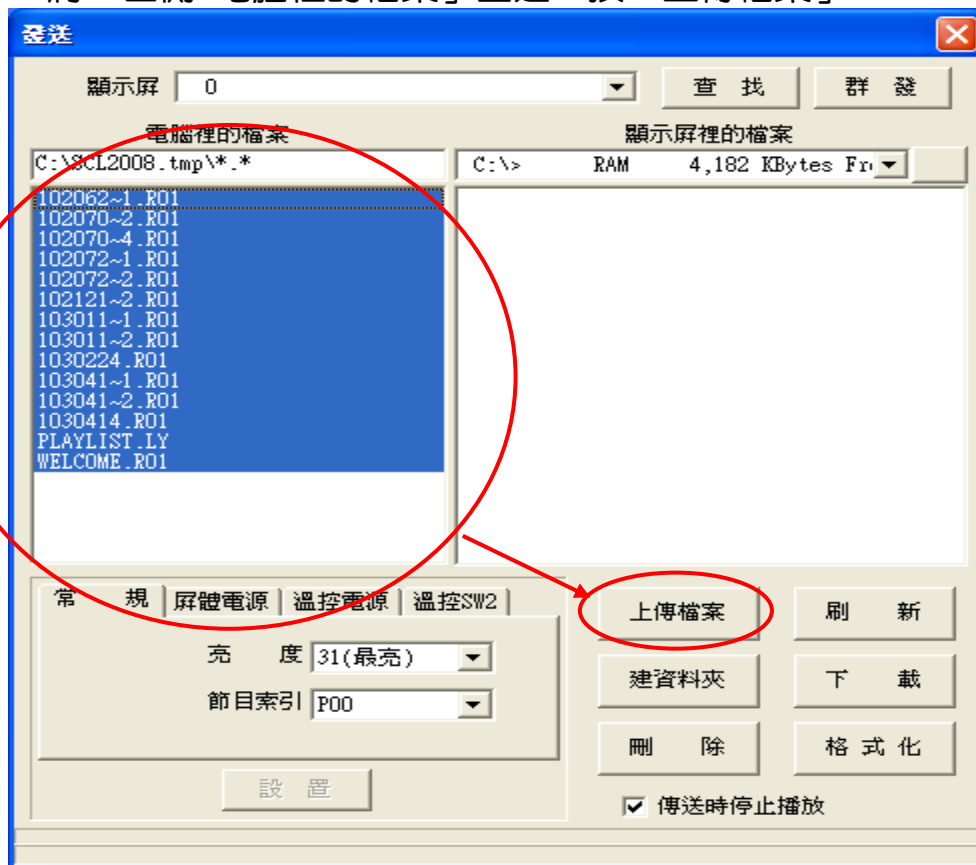 發送
顯示屏 0 查 找 群 發
電腦裡的檔案 顯示屏裡的檔案
C:\SCL2008.tmp\*.* C:\> RAM 4,182 KBytes Fr
102062~1.R01
102070~2.R01
102070~4.R01
102072~1.R01
102072~2.R01
102121~2.R01
103011~1.R01
103011~2.R01
1030224.R01
103041~1.R01
103041~2.R01
1030414.R01
PLAYLIST.LY
WELCOME.R01
常 規 屏體電源 溫控電源 溫控SW2
亮 度 31(最亮)
節目索引 P00
設 置
上傳檔案 刷 新
建資料夾 下 載
刪 除 格 式 化
傳送時停止播放